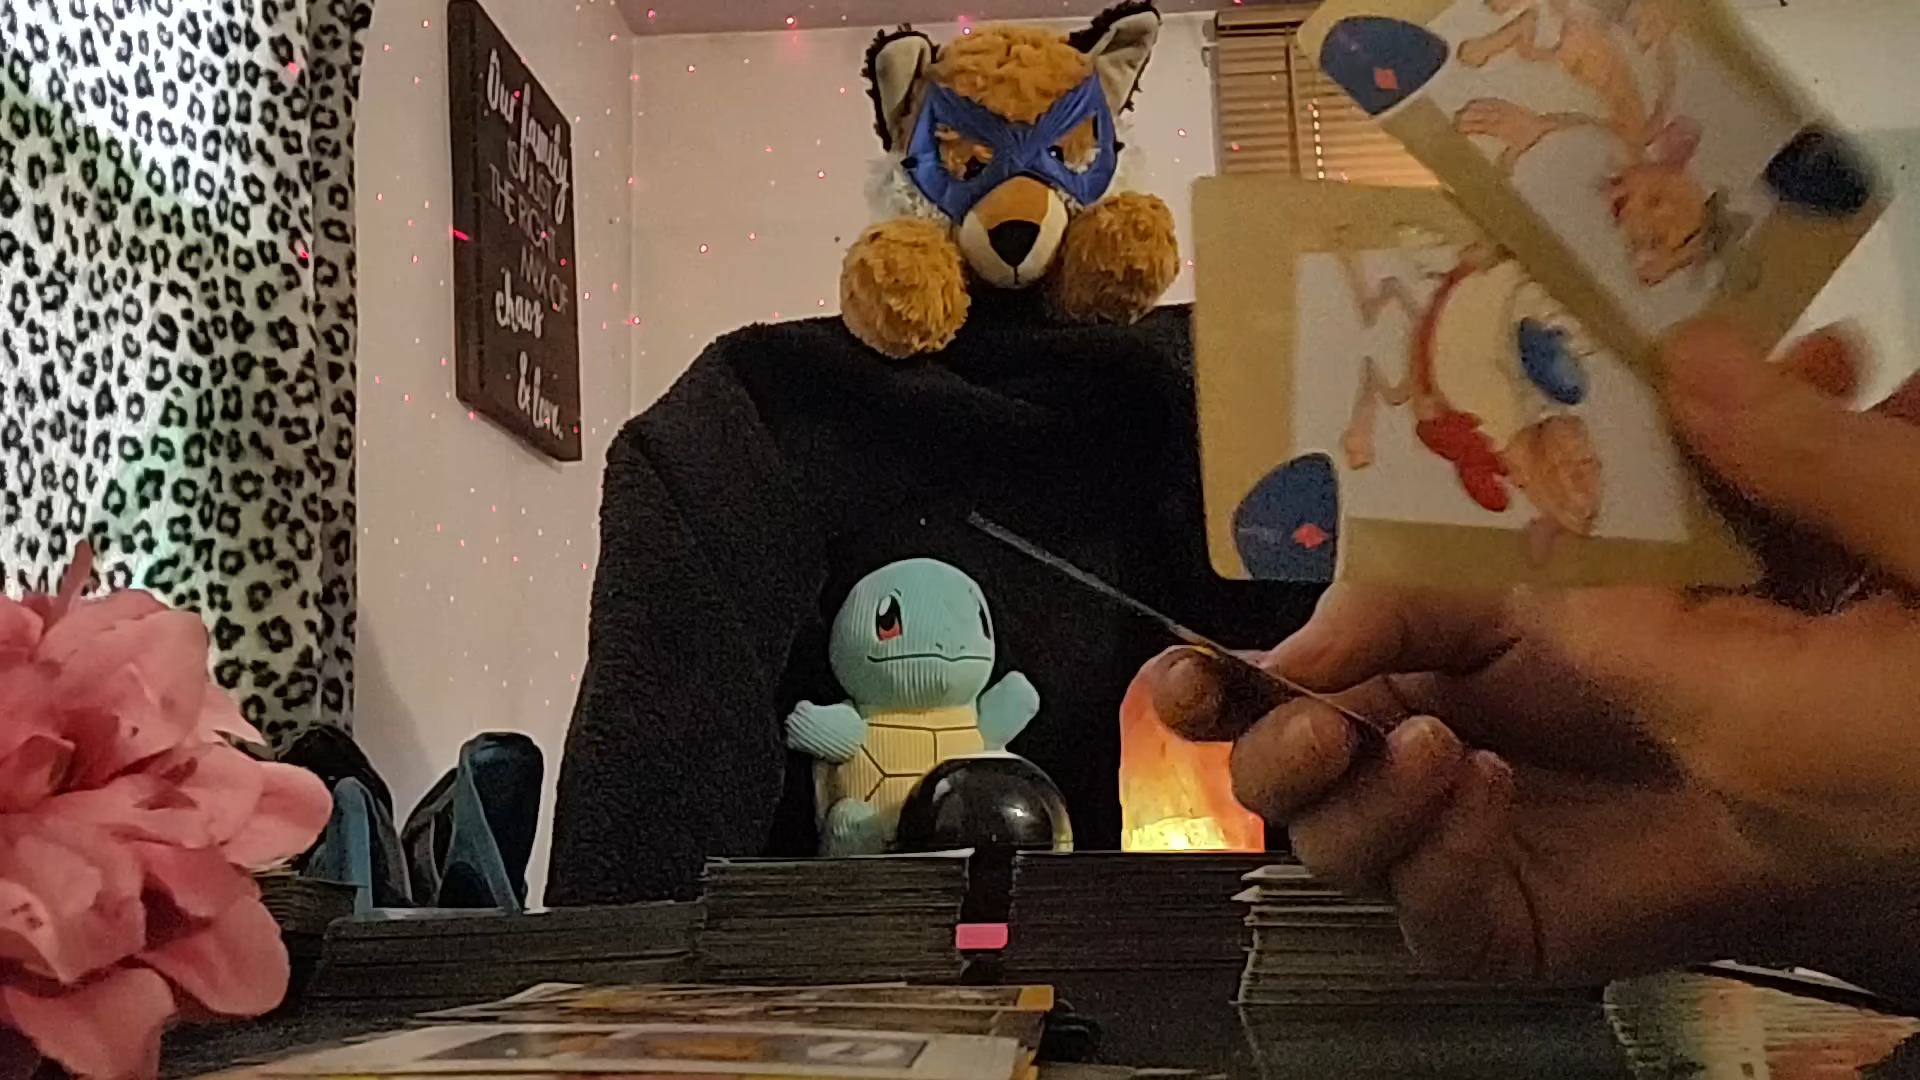 Our family
IS JUST
THE RIGHT
MIX OF
chaos
& love.